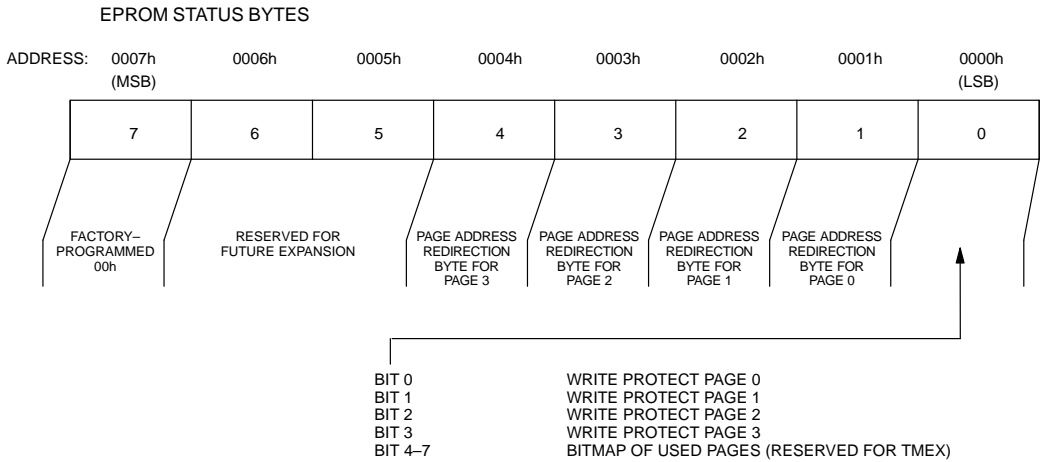 EPROM STATUS BYTES
ADDRESS: 0007h 0006h 0005h 0004h 0003h 0002h 0001h 0000h
(MSB) (LSB)
7 6 5 4 3 2 1 0
FACTORY–
PROGRAMMED
00h
RESERVED FOR
FUTURE EXPANSION
PAGE ADDRESS
REDIRECTION
BYTE FOR
PAGE 3
PAGE ADDRESS
REDIRECTION
BYTE FOR
PAGE 2
PAGE ADDRESS
REDIRECTION
BYTE FOR
PAGE 1
PAGE ADDRESS
REDIRECTION
BYTE FOR
PAGE 0
BIT 0 WRITE PROTECT PAGE 0
BIT 1 WRITE PROTECT PAGE 1
BIT 2 WRITE PROTECT PAGE 2
BIT 3 WRITE PROTECT PAGE 3
BIT 4–7 BITMAP OF USED PAGES (RESERVED FOR TMEX)